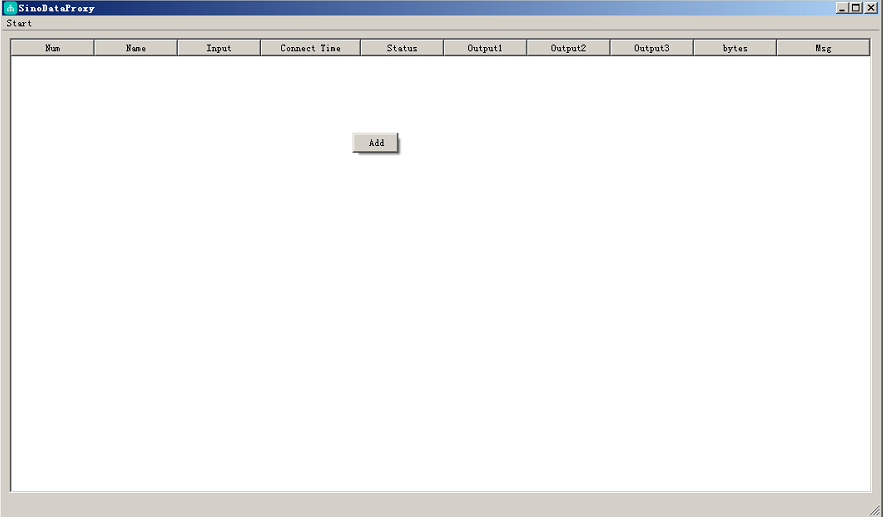 SinoDataProxy
Start
Num Name Input Connect Time Status Output1 Output2 Output3 bytes Msg
Add